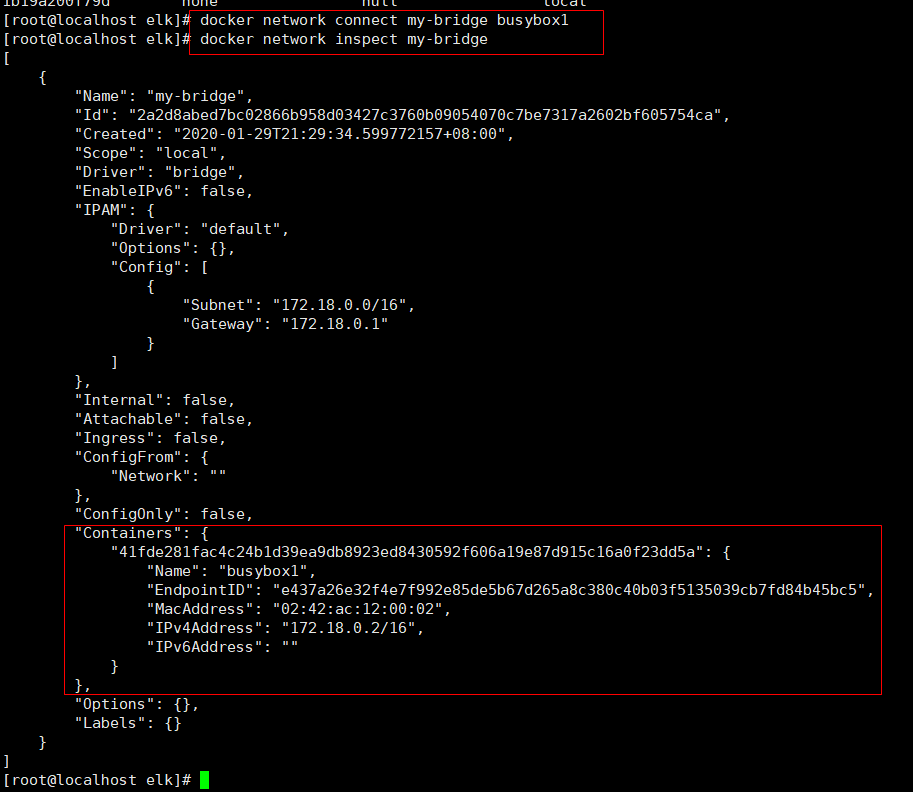 1b19a200f79d        none                null                local
[root@localhost elk]# docker network connect my-bridge busybox1
[root@localhost elk]# docker network inspect my-bridge
[
    {
        "Name": "my-bridge",
        "Id": "2a2d8abed7bc02866b958d03427c3760b09054070c7be7317a2602bf605754ca",
        "Created": "2020-01-29T21:29:34.599772157+08:00",
        "Scope": "local",
        "Driver": "bridge",
        "EnableIPv6": false,
        "IPAM": {
            "Driver": "default",
            "Options": {},
            "Config": [
                {
                    "Subnet": "172.18.0.0/16",
                    "Gateway": "172.18.0.1"
                }
            ]
        },
        "Internal": false,
        "Attachable": false,
        "Ingress": false,
        "ConfigFrom": {
            "Network": ""
        },
        "ConfigOnly": false,
        "Containers": {
            "41fde281fac4c24b1d39ea9db8923ed8430592f606a19e87d915c16a0f23dd5a": {
                "Name": "busybox1",
                "EndpointID": "e437a26e32f4e7f992e85de5b67d265a8c380c40b03f5135039cb7fd84b45bc5",
                "MacAddress": "02:42:ac:12:00:02",
                "IPv4Address": "172.18.0.2/16",
                "IPv6Address": ""
            }
        },
        "Options": {},
        "Labels": {}
    }
]
[root@localhost elk]#